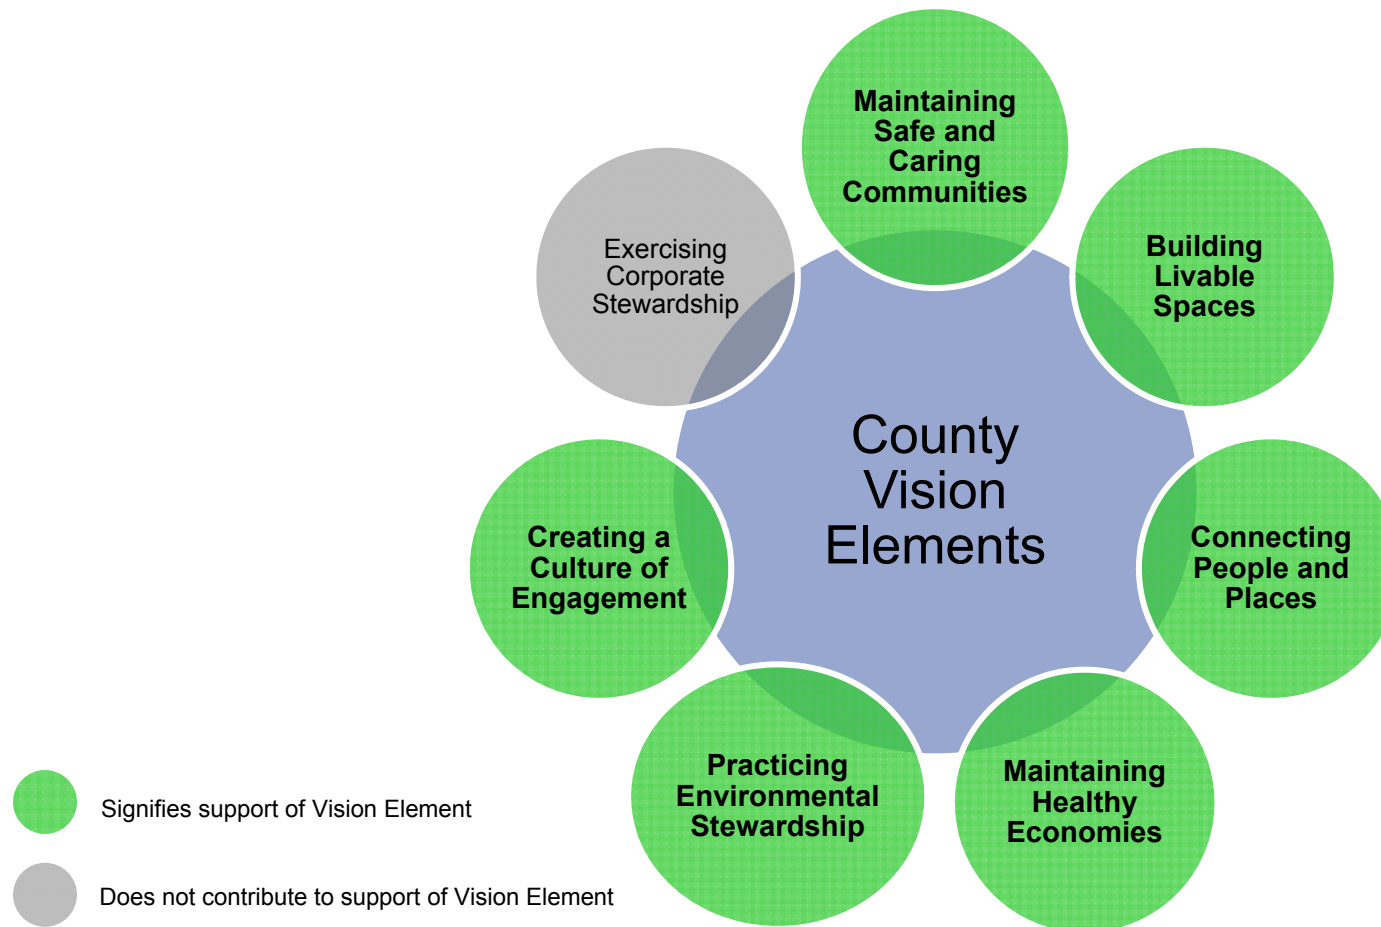 Maintaining
Safe and
Caring
Communities
Building
Livable
Spaces
Exercising
Corporate
Stewardship
County
Vision
Elements
Connecting
People and
Places
Creating a
Culture of
Engagement
Practicing
Environmental
Stewardship
Maintaining
Healthy
Economies
Signifies support of Vision Element
Does not contribute to support of Vision Element